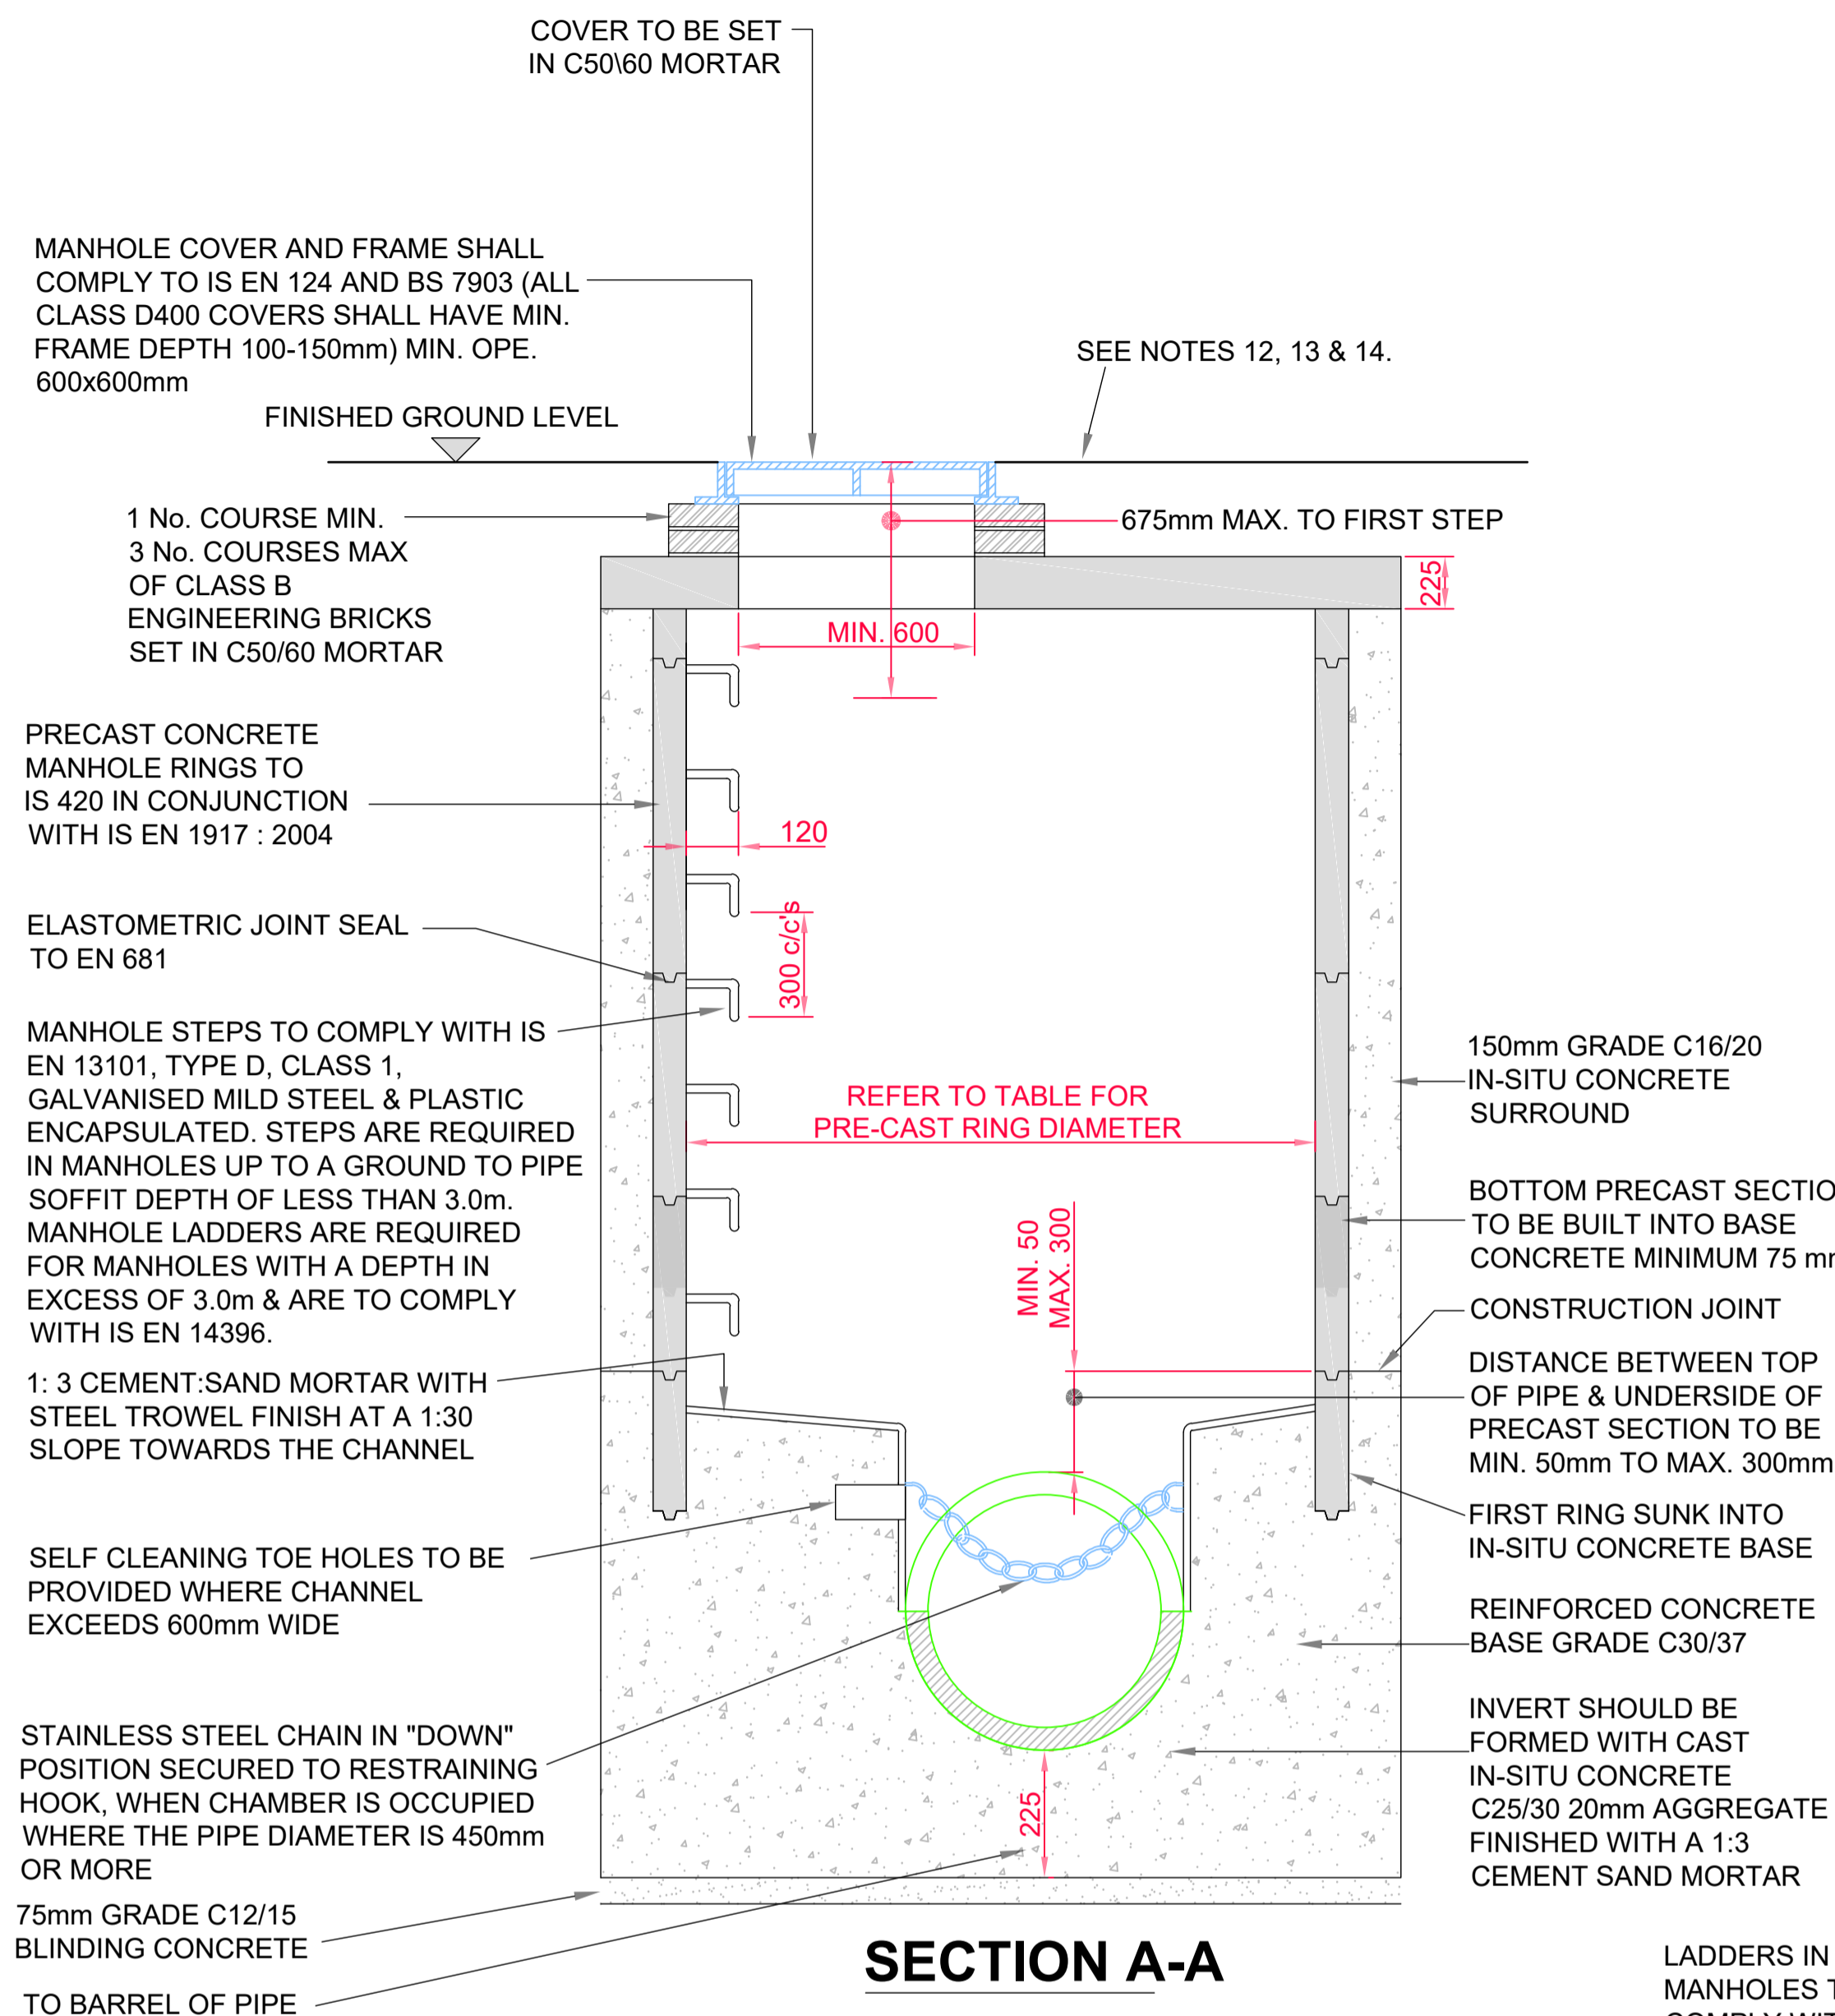 COVER TO BE SET
IN C50\60 MORTAR
MANHOLE COVER AND FRAME SHALL
COMPLY TO IS EN 124 AND BS 7903 (ALL
CLASS D400 COVERS SHALL HAVE MIN.
FRAME DEPTH 100-150mm) MIN. OPE.
600x600mm
SEE NOTES 12, 13 & 14.
FINISHED GROUND LEVEL
1 No. COURSE MIN.
3 No. COURSES MAX
OF CLASS B
ENGINEERING BRICKS
SET IN C50/60 MORTAR
675mm MAX. TO FIRST STEP
225
MIN. 600
PRECAST CONCRETE
MANHOLE RINGS TO
IS 420 IN CONJUNCTION
WITH IS EN 1917 : 2004
120
ELASTOMETRIC JOINT SEAL
TO EN 681
300 c/c's
MANHOLE STEPS TO COMPLY WITH IS
EN 13101, TYPE D, CLASS 1,
GALVANISED MILD STEEL & PLASTIC
ENCAPSULATED. STEPS ARE REQUIRED
IN MANHOLES UP TO A GROUND TO PIPE
SOFFIT DEPTH OF LESS THAN 3.0m.
MANHOLE LADDERS ARE REQUIRED
FOR MANHOLES WITH A DEPTH IN
EXCESS OF 3.0m & ARE TO COMPLY
WITH IS EN 14396.
REFER TO TABLE FOR
PRE-CAST RING DIAMETER
150mm GRADE C16/20
IN-SITU CONCRETE
SURROUND
BOTTOM PRECAST SECTIO
TO BE BUILT INTO BASE
CONCRETE MINIMUM 75 m
MIN. 50
MAX. 300
CONSTRUCTION JOINT
1: 3 CEMENT:SAND MORTAR WITH
STEEL TROWEL FINISH AT A 1:30
SLOPE TOWARDS THE CHANNEL
DISTANCE BETWEEN TOP
OF PIPE & UNDERSIDE OF
PRECAST SECTION TO BE
MIN. 50mm TO MAX. 300mm
FIRST RING SUNK INTO
IN-SITU CONCRETE BASE
SELF CLEANING TOE HOLES TO BE
PROVIDED WHERE CHANNEL
EXCEEDS 600mm WIDE
REINFORCED CONCRETE
BASE GRADE C30/37
INVERT SHOULD BE
FORMED WITH CAST
IN-SITU CONCRETE
C25/30 20mm AGGREGATE
FINISHED WITH A 1:3
CEMENT SAND MORTAR
STAINLESS STEEL CHAIN IN "DOWN"
POSITION SECURED TO RESTRAINING
HOOK, WHEN CHAMBER IS OCCUPIED
WHERE THE PIPE DIAMETER IS 450mm
OR MORE
225
75mm GRADE C12/15
BLINDING CONCRETE
TO BARREL OF PIPE
SECTION A-A
LADDERS IN
MANHOLES T
COMPLY WIT